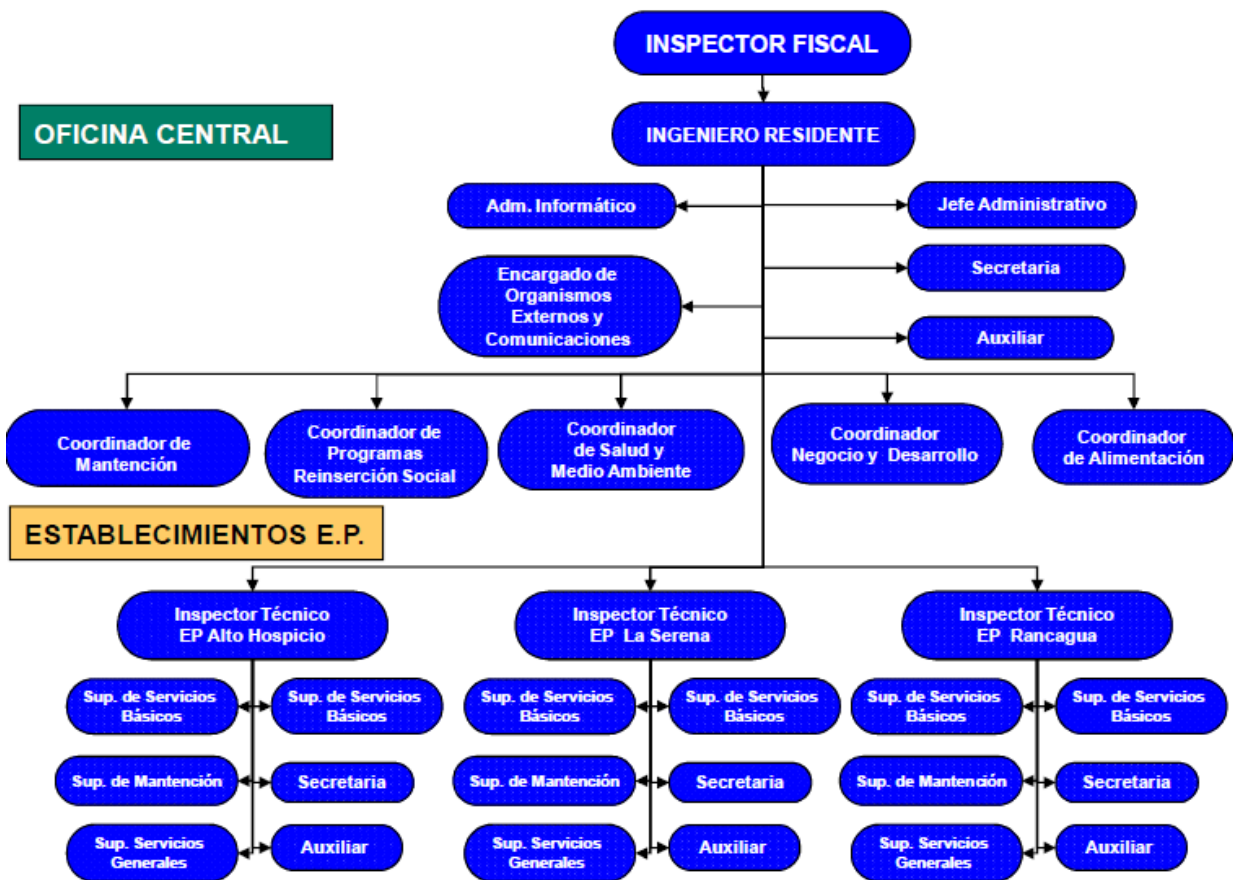 INSPECTOR FISCAL
OFICINA CENTRAL
INGENIERO RESIDENTE
Adm. Informático
Jefe Administrativo
Encargado de
Organismos
Externos y
Comunicaciones
Secretaria
Auxiliar
Coordinador de
Mantención
Coordinador de
Programas
Reinserción Social
Coordinador
de Salud y
Medio Ambiente
Coordinador
Negocio y Desarrollo
Coordinador
de Alimentación
ESTABLECIMIENTOS E.P.
Inspector Técnico
EP Alto Hospicio
Inspector Técnico
EP La Serena
Inspector Técnico
EP Rancagua
Sup. de Servicios
Básicos
Sup. de Servicios
Básicos
Sup. de Servicios
Básicos
Sup. de Servicios
Básicos
Sup. de Servicios
Básicos
Sup. de Servicios
Básicos
Sup. de Mantención
Secretaria
Sup. de Mantención
Secretaria
Sup. de Mantención
Secretaria
Sup. Servicios
Generales
Auxiliar
Sup. Servicios
Generales
Auxiliar
Sup. Servicios
Generales
Auxiliar